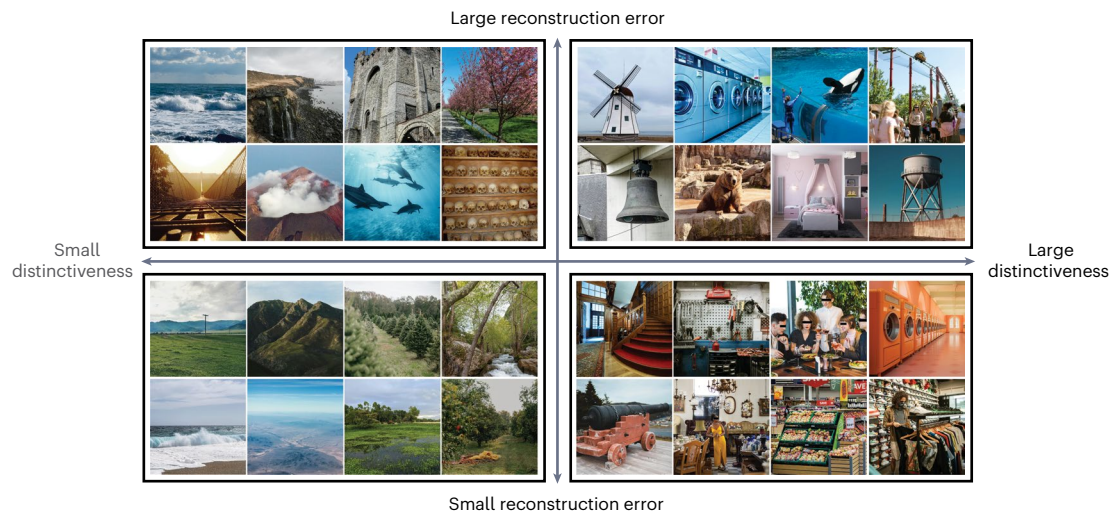 Large reconstruction error
Small
distinctiveness
Large
distinctiveness
Small reconstruction error